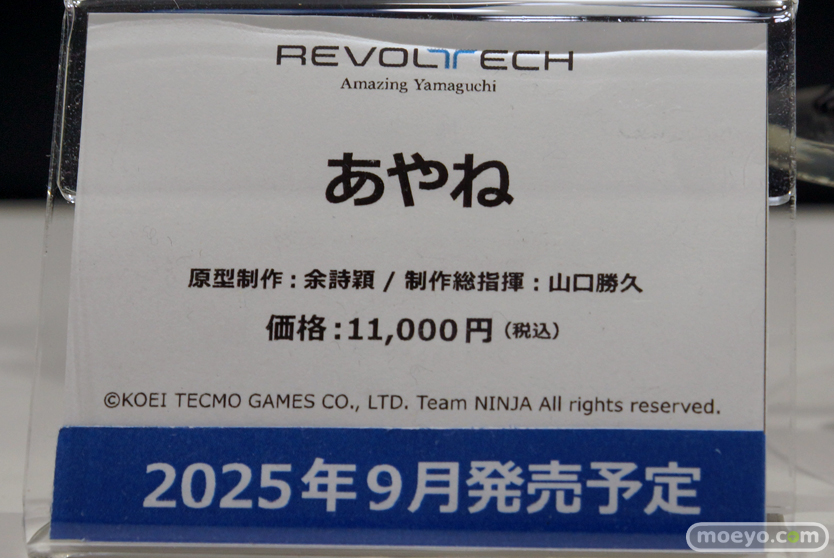 REVOLTECH
Amazing Yamaguchi
あやね
原型制作：余詩穎 / 制作総指揮：山口勝久
価格：11,000円（税込）
©KOEI TECMO GAMES CO., LTD. Team NINJA All rights reserved.
2025年9月発売予定
moeyo.com